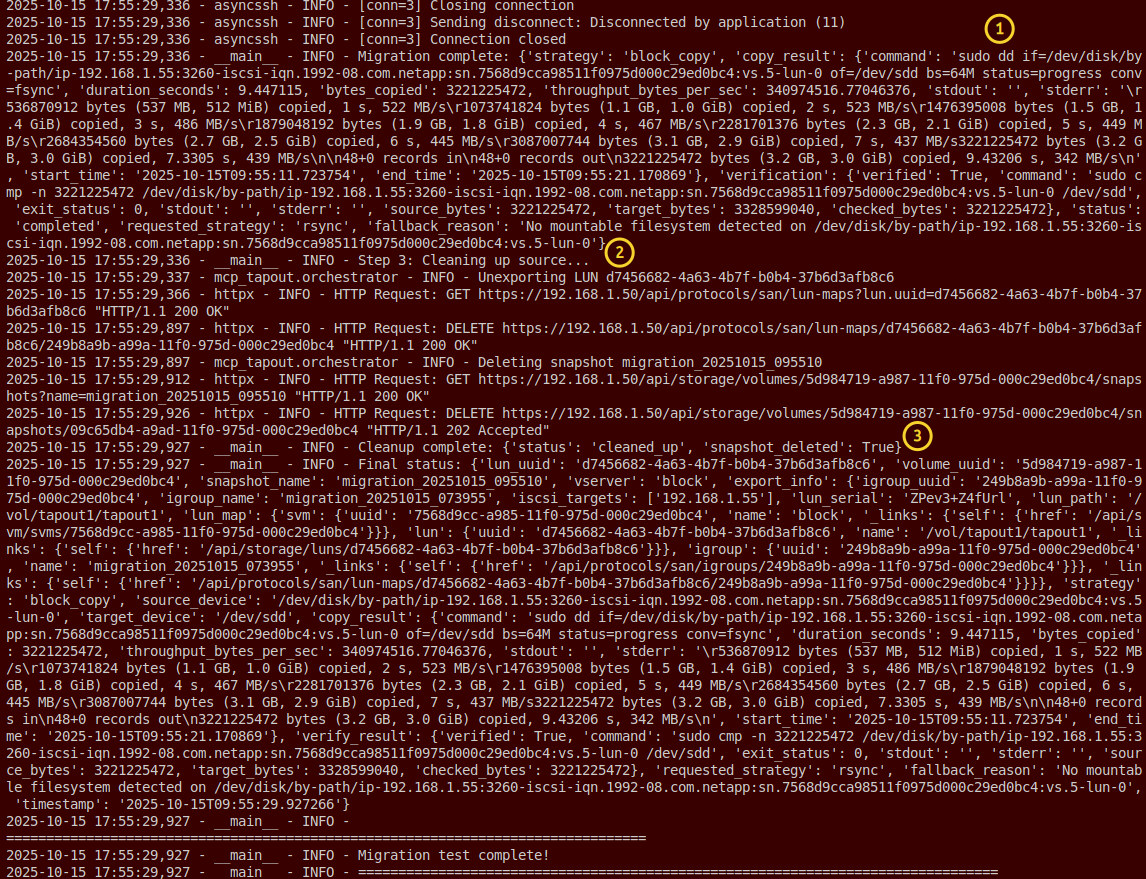 2025-10-15 17:55:29,336 - asyncssh - INFO - [conn=3] Closing connection
2025-10-15 17:55:29,336 - asyncssh - INFO - [conn=3] Sending disconnect: Disconnected by application (11)
2025-10-15 17:55:29,336 - asyncssh - INFO - [conn=3] Connection closed
1
2025-10-15 17:55:29,336 - __main__ - INFO - Migration complete: {'strategy': 'block_copy', 'copy_result': {'command': 'sudo dd if=/dev/disk/by
-path/ip-192.168.1.55:3260-iscsi-iqn.1992-08.com.netapp:sn.7568d9cca98511f0975d000c29ed0bc4:vs.5-lun-0 of=/dev/sdd bs=64M status=progress conv
=fsync', 'duration_seconds': 9.447115, 'bytes_copied': 3221225472, 'throughput_bytes_per_sec': 340974516.77046376, 'stdout': '', 'stderr': '\r
536870912 bytes (537 MB, 512 MiB) copied, 1 s, 522 MB/s\r1073741824 bytes (1.1 GB, 1.0 GiB) copied, 2 s, 523 MB/s\r1476395008 bytes (1.5 GB, 1
.4 GiB) copied, 3 s, 486 MB/s\r1879048192 bytes (1.9 GB, 1.8 GiB) copied, 4 s, 467 MB/s\r2281701376 bytes (2.3 GB, 2.1 GiB) copied, 5 s, 449 M
B/s\r2684354560 bytes (2.7 GB, 2.5 GiB) copied, 6 s, 445 MB/s\r3087007744 bytes (3.1 GB, 2.9 GiB) copied, 7 s, 437 MB/s3221225472 bytes (3.2 G
B, 3.0 GiB) copied, 7.3305 s, 439 MB/s\n\n48+0 records in\n48+0 records out\n3221225472 bytes (3.2 GB, 3.0 GiB) copied, 9.43206 s, 342 MB/s\n'
, 'start_time': '2025-10-15T09:55:11.723754', 'end_time': '2025-10-15T09:55:21.170869'}, 'verification': {'verified': True, 'command': 'sudo c
mp -n 3221225472 /dev/disk/by-path/ip-192.168.1.55:3260-iscsi-iqn.1992-08.com.netapp:sn.7568d9cca98511f0975d000c29ed0bc4:vs.5-lun-0 /dev/sdd',
'exit_status': 0, 'stdout': '', 'stderr': '', 'source_bytes': 3221225472, 'target_bytes': 3328599040, 'checked_bytes': 3221225472}, 'status':
'completed', 'requested_strategy': 'rsync', 'fallback_reason': 'No mountable filesystem detected on /dev/disk/by-path/ip-192.168.1.55:3260-is
csi-iqn.1992-08.com.netapp:sn.7568d9cca98511f0975d000c29ed0bc4:vs.5-lun-0'}
2
2025-10-15 17:55:29,336 - __main__ - INFO - Step 3: Cleaning up source...
2025-10-15 17:55:29,337 - mcp_tapout.orchestrator - INFO - Unexporting LUN d7456682-4a63-4b7f-b0b4-37b6d3afb8c6
2025-10-15 17:55:29,366 - httpx - INFO - HTTP Request: GET https://192.168.1.50/api/protocols/san/lun-maps?lun.uuid=d7456682-4a63-4b7f-b0b4-37
b6d3afb8c6 "HTTP/1.1 200 OK"
2025-10-15 17:55:29,897 - httpx - INFO - HTTP Request: DELETE https://192.168.1.50/api/protocols/san/lun-maps/d7456682-4a63-4b7f-b0b4-37b6d3af
b8c6/249b8a9b-a99a-11f0-975d-000c29ed0bc4 "HTTP/1.1 200 OK"
2025-10-15 17:55:29,897 - mcp_tapout.orchestrator - INFO - Deleting snapshot migration_20251015_095510
2025-10-15 17:55:29,912 - httpx - INFO - HTTP Request: GET https://192.168.1.50/api/storage/volumes/5d984719-a987-11f0-975d-000c29ed0bc4/snaps
hots?name=migration_20251015_095510 "HTTP/1.1 200 OK"
2025-10-15 17:55:29,926 - httpx - INFO - HTTP Request: DELETE https://192.168.1.50/api/storage/volumes/5d984719-a987-11f0-975d-000c29ed0bc4/sn
apshots/09c65db4-a9ad-11f0-975d-000c29ed0bc4 "HTTP/1.1 202 Accepted"
3
2025-10-15 17:55:29,927 - __main__ - INFO - Cleanup complete: {'status': 'cleaned_up', 'snapshot_deleted': True}
2025-10-15 17:55:29,927 - __main__ - INFO - Final status: {'lun_uuid': 'd7456682-4a63-4b7f-b0b4-37b6d3afb8c6', 'volume_uuid': '5d984719-a987-1
1f0-975d-000c29ed0bc4', 'snapshot_name': 'migration_20251015_095510', 'vserver': 'block', 'export_info': {'igroup_uuid': '249b8a9b-a99a-11f0-9
75d-000c29ed0bc4', 'igroup_name': 'migration_20251015_073955', 'iscsi_targets': ['192.168.1.55'], 'lun_serial': 'ZPev3+Z4fUrl', 'lun_path': '/
vol/tapout1/tapout1', 'lun_map': {'svm': {'uuid': '7568d9cc-a985-11f0-975d-000c29ed0bc4', 'name': 'block', '_links': {'self': {'href': '/api/s
vm/svms/7568d9cc-a985-11f0-975d-000c29ed0bc4'}}}, 'lun': {'uuid': 'd7456682-4a63-4b7f-b0b4-37b6d3afb8c6', 'name': '/vol/tapout1/tapout1', '_li
nks': {'self': {'href': '/api/storage/luns/d7456682-4a63-4b7f-b0b4-37b6d3afb8c6'}}}, 'igroup': {'uuid': '249b8a9b-a99a-11f0-975d-000c29ed0bc4'
, 'name': 'migration_20251015_073955', '_links': {'self': {'href': '/api/protocols/san/igroups/249b8a9b-a99a-11f0-975d-000c29ed0bc4'}}}, '_lin
ks': {'self': {'href': '/api/protocols/san/lun-maps/d7456682-4a63-4b7f-b0b4-37b6d3afb8c6/249b8a9b-a99a-11f0-975d-000c29ed0bc4'}}}}, 'strategy'
: 'block_copy', 'source_device': '/dev/disk/by-path/ip-192.168.1.55:3260-iscsi-iqn.1992-08.com.netapp:sn.7568d9cca98511f0975d000c29ed0bc4:vs.5
-lun-0', 'target_device': '/dev/sdd', 'copy_result': {'command': 'sudo dd if=/dev/disk/by-path/ip-192.168.1.55:3260-iscsi-iqn.1992-08.com.neta
pp:sn.7568d9cca98511f0975d000c29ed0bc4:vs.5-lun-0 of=/dev/sdd bs=64M status=progress conv=fsync', 'duration_seconds': 9.447115, 'bytes_copied'
: 3221225472, 'throughput_bytes_per_sec': 340974516.77046376, 'stdout': '', 'stderr': '\r536870912 bytes (537 MB, 512 MiB) copied, 1 s, 522 MB
/s\r1073741824 bytes (1.1 GB, 1.0 GiB) copied, 2 s, 523 MB/s\r1476395008 bytes (1.5 GB, 1.4 GiB) copied, 3 s, 486 MB/s\r1879048192 bytes (1.9
GB, 1.8 GiB) copied, 4 s, 467 MB/s\r2281701376 bytes (2.3 GB, 2.1 GiB) copied, 5 s, 449 MB/s\r2684354560 bytes (2.7 GB, 2.5 GiB) copied, 6 s,
445 MB/s\r3087007744 bytes (3.1 GB, 2.9 GiB) copied, 7 s, 437 MB/s3221225472 bytes (3.2 GB, 3.0 GiB) copied, 7.3305 s, 439 MB/s\n\n48+0 record
s in\n48+0 records out\n3221225472 bytes (3.2 GB, 3.0 GiB) copied, 9.43206 s, 342 MB/s\n', 'start_time': '2025-10-15T09:55:11.723754', 'end_ti
me': '2025-10-15T09:55:21.170869'}, 'verify_result': {'verified': True, 'command': 'sudo cmp -n 3221225472 /dev/disk/by-path/ip-192.168.1.55:3
260-iscsi-iqn.1992-08.com.netapp:sn.7568d9cca98511f0975d000c29ed0bc4:vs.5-lun-0 /dev/sdd', 'exit_status': 0, 'stdout': '', 'stderr': '', 'sour
ce_bytes': 3221225472, 'target_bytes': 3328599040, 'checked_bytes': 3221225472}, 'requested_strategy': 'rsync', 'fallback_reason': 'No mountab
le filesystem detected on /dev/disk/by-path/ip-192.168.1.55:3260-iscsi-iqn.1992-08.com.netapp:sn.7568d9cca98511f0975d000c29ed0bc4:vs.5-lun-0',
'timestamp': '2025-10-15T09:55:29.927266'}
2025-10-15 17:55:29,927 - __main__ - INFO -
================================================================================
2025-10-15 17:55:29,927 - __main__ - INFO - Migration test complete!
2025-10-15 17:55:29,927 - __main__ - INFO - ================================================================================